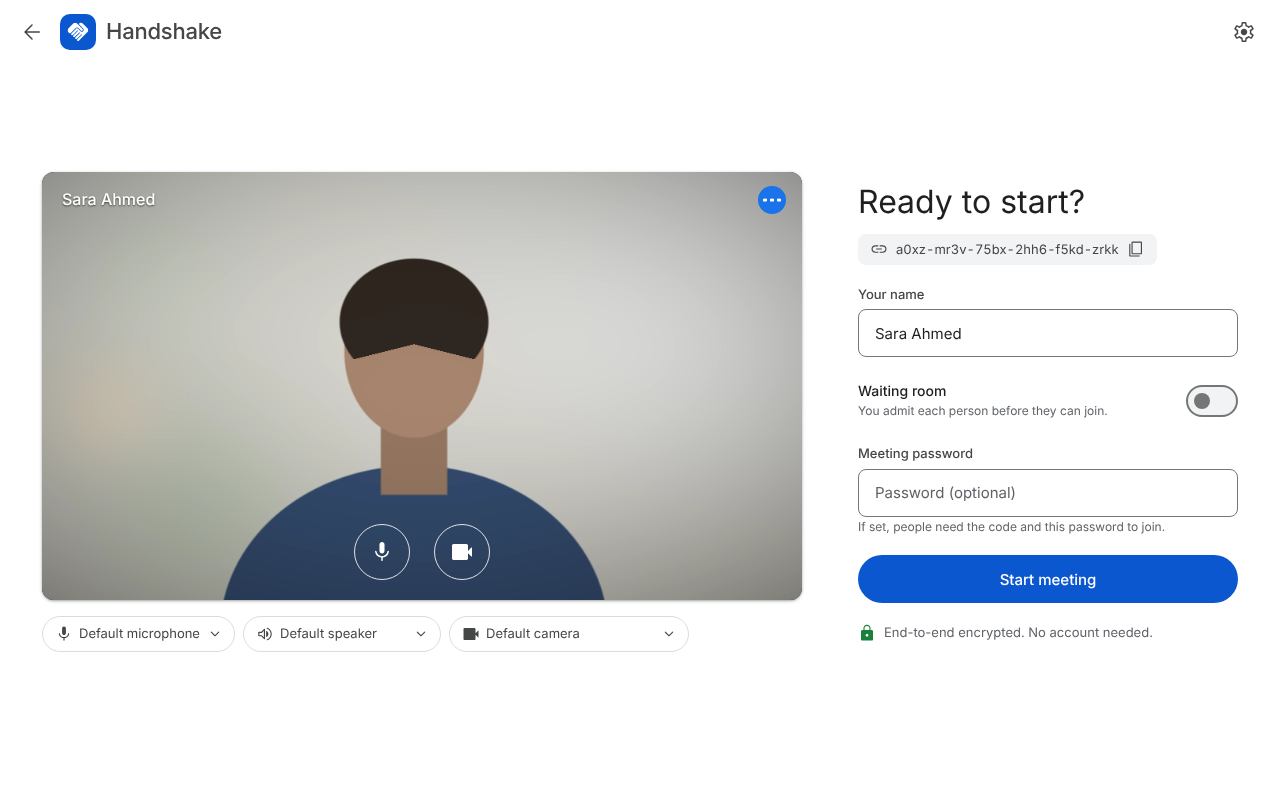 Handshake
Sara Ahmed
Default microphone
Default speaker
Default camera
Ready to start?
a0xz-mr3v-75bx-2hh6-f5kd-zrkk
Your name
Sara Ahmed
Waiting room
You admit each person before they can join.
Meeting password
Password (optional)
If set, people need the code and this password to join.
Start meeting
End-to-end encrypted. No account needed.